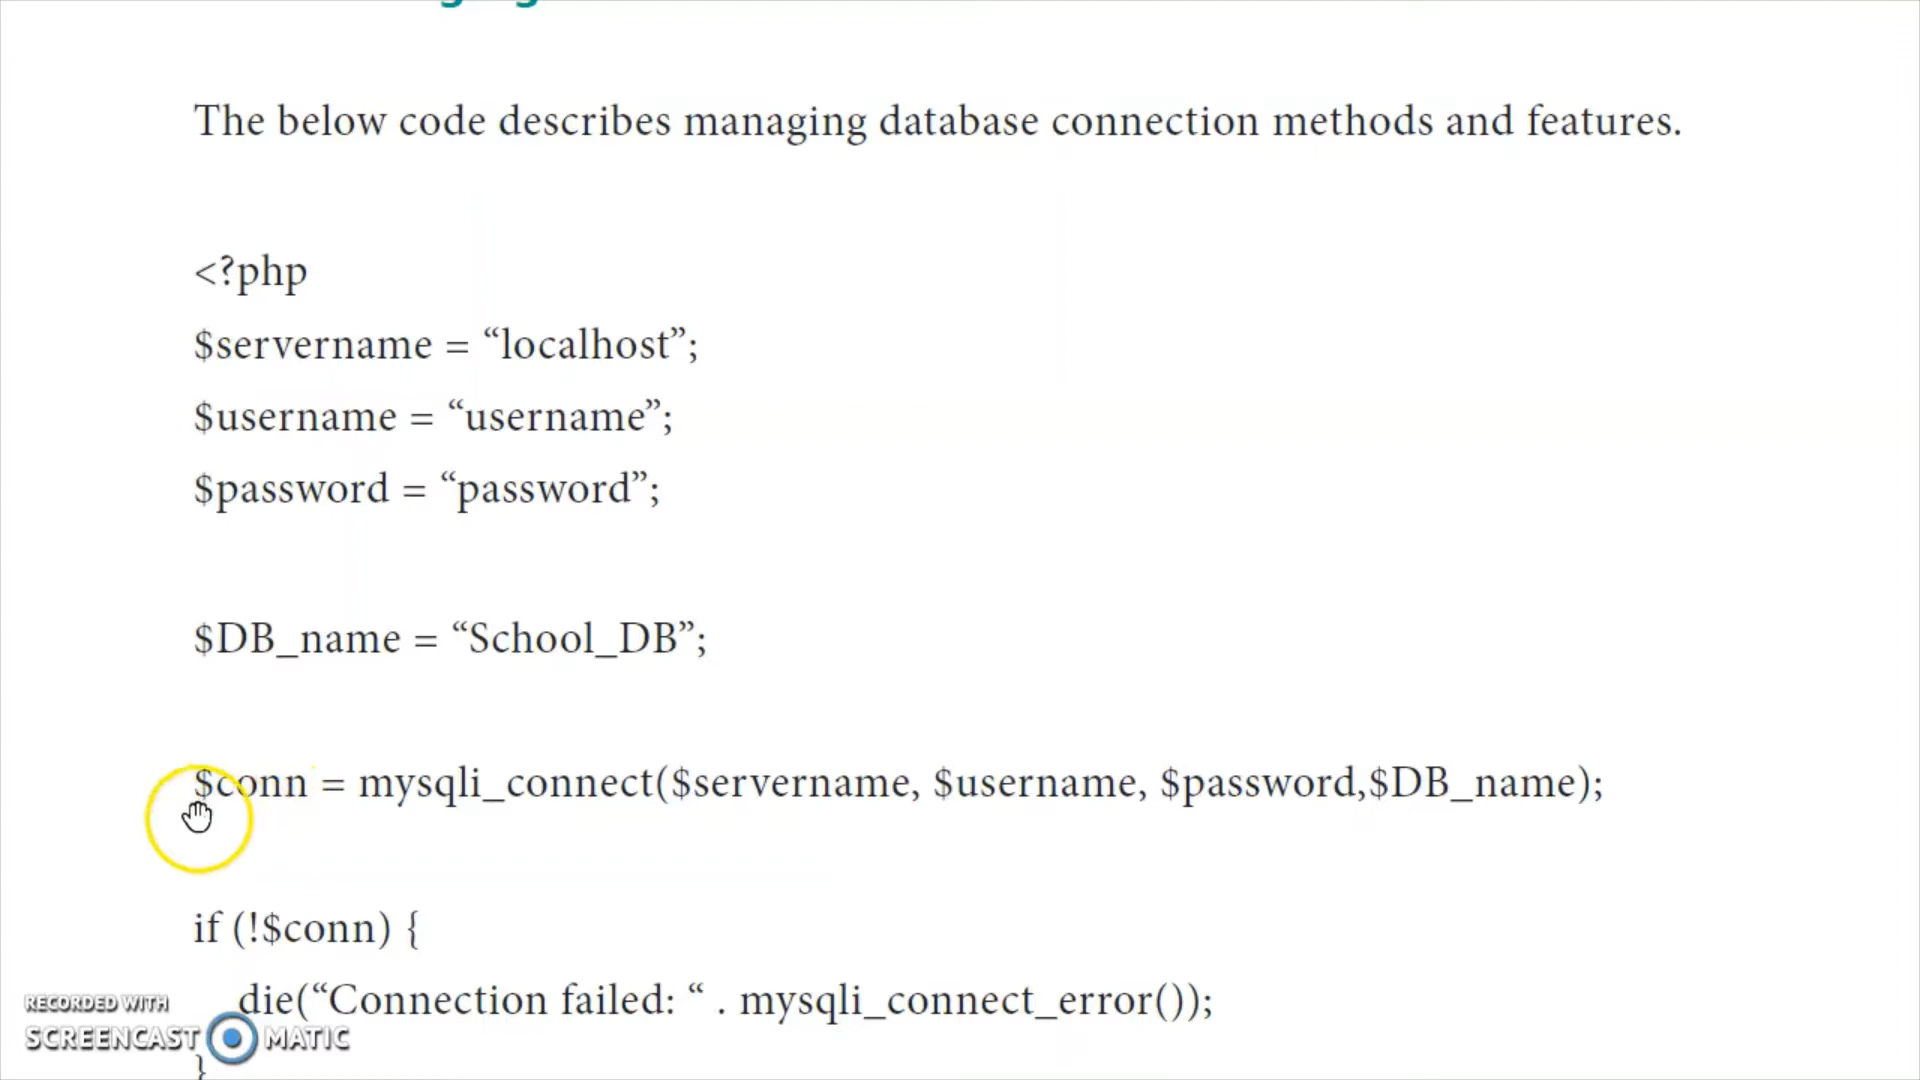 The below code describes managing database connection methods and features.
<?php
$servername = “localhost”;
$username = “username”;
$password = “password”;
$DB_name = “School_DB”;
$conn = mysqli_connect($servername, $username, $password,$DB_name);
if (!$conn) {
die(“Connection failed: “ . mysqli_connect_error());
}
RECORDED WITH
SCREENCAST MATIC